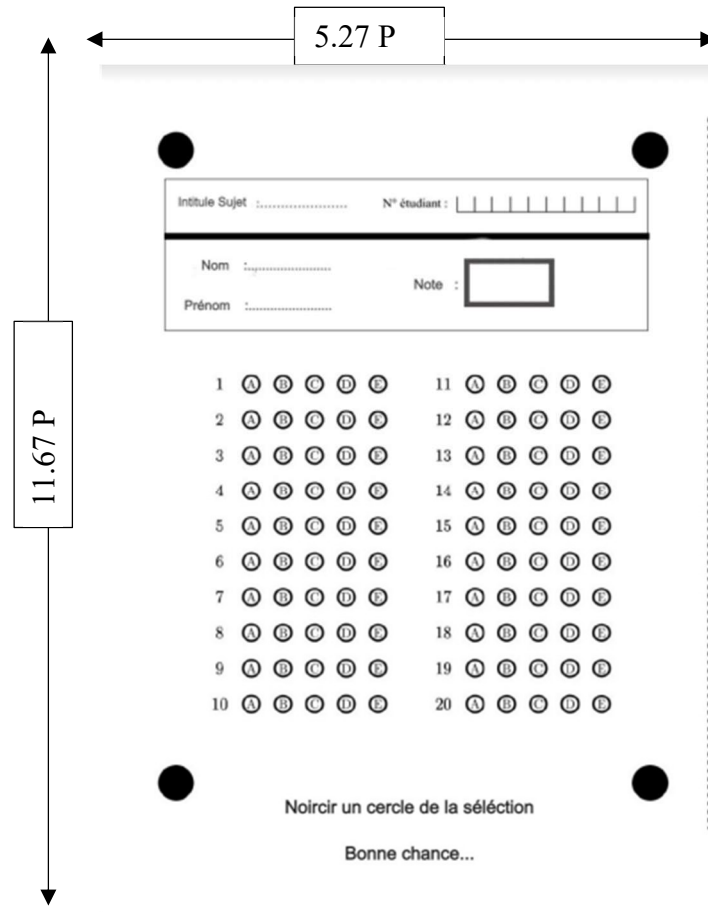 5.27 P
11.67 P
Intitule Sujet :.................... N° étudiant :
Nom :....................
Note :
Prénom :....................
1 A B C D E 11 A B C D E
2 A B C D E 12 A B C D E
3 A B C D E 13 A B C D E
4 A B C D E 14 A B C D E
5 A B C D E 15 A B C D E
6 A B C D E 16 A B C D E
7 A B C D E 17 A B C D E
8 A B C D E 18 A B C D E
9 A B C D E 19 A B C D E
10 A B C D E 20 A B C D E
Noircir un cercle de la séléction
Bonne chance...